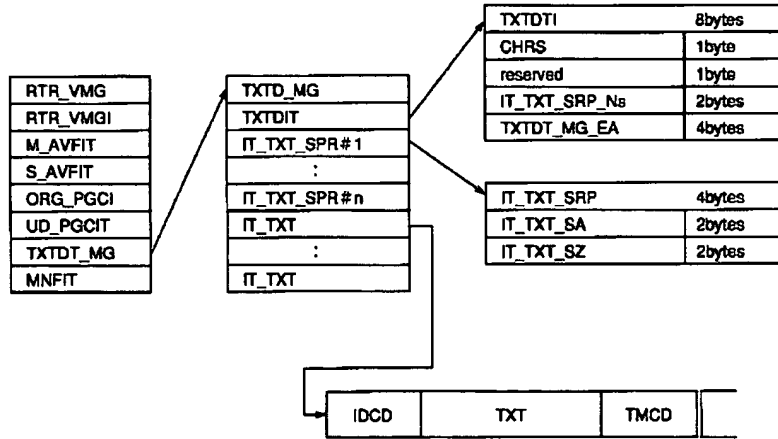 RTR_VMG
RTR_VMGI
M_AVFIT
S_AVFIT
ORG_PGCI
UD_PGCIT
TXTDT_MG
MNFIT
TXTD_MG
TXTDIT
IT_TXT_SPR#1
:
IT_TXT_SPR#n
IT_TXT
:
IT_TXT
TXTDTI 8bytes
CHRS 1byte
reserved 1byte
IT_TXT_SRP_Ns 2bytes
TXTDT_MG_EA 4bytes
IT_TXT_SRP 4bytes
IT_TXT_SA 2bytes
IT_TXT_SZ 2bytes
IDCD TXT TMCD